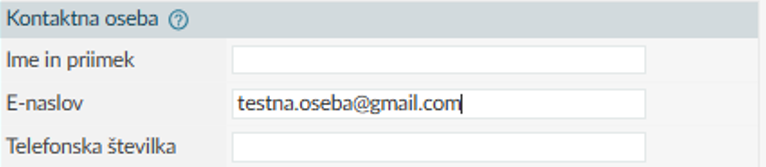 Kontaktna oseba ?
Ime in priimek
E-naslov testna.oseba@gmail.com
Telefonska številka